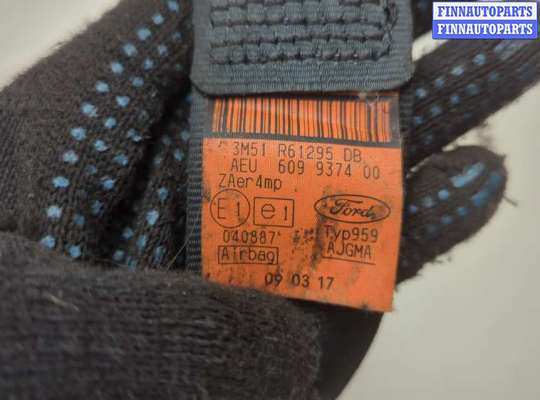 FINNAUTOPARTS
FINNAUTOPARTS
FINNAUTOPARTS
3M51 R61295 DB
AEU 609 9374 00
ZAer4mp
E1 e1 Ford
040887 Typ959
Airbag AJGMA
09 03 17